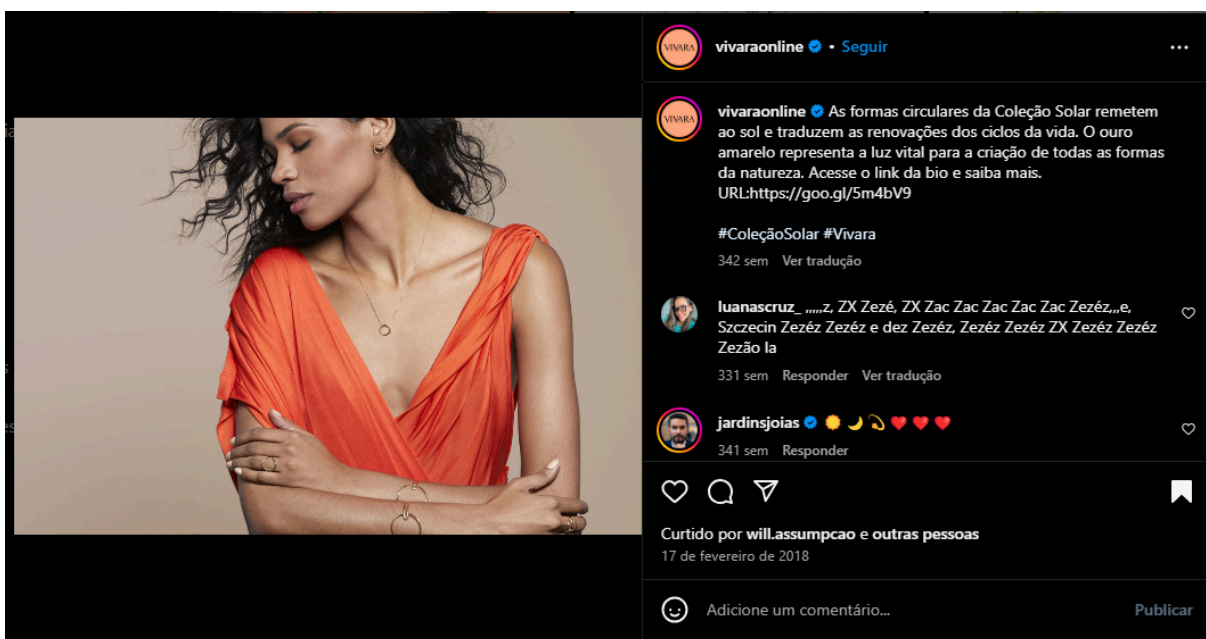 VIVARA
vivaraonline • Seguir
VIVARA
vivaraonline As formas circulares da Coleção Solar remetem
ao sol e traduzem as renovações dos ciclos da vida. O ouro
amarelo representa a luz vital para a criação de todas as formas
da natureza. Acesse o link da bio e saiba mais.
URL:https://goo.gl/5m4bV9
#ColeçãoSolar #Vivara
342 sem Ver tradução
luanascruz_ ,,,,,z, ZX Zezé, ZX Zac Zac Zac Zac Zac Zezéz,,,e,
Szczecin Zezéz Zezéz e dez Zezéz, Zezéz Zezéz ZX Zezéz Zezéz
Zezão la
331 sem Responder Ver tradução
jardinsjoias ☀️🌙💫❤️❤️❤️
341 sem Responder
Curtido por will.assumpcao e outras pessoas
17 de fevereiro de 2018
Adicione um comentário... Publicar